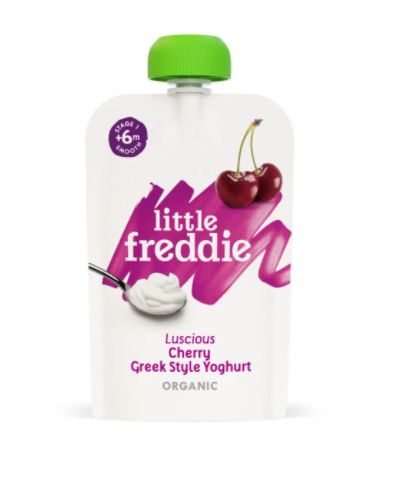 STAGE 1
+6m
SMOOTH
little
freddie
Luscious
Cherry
Greek Style Yoghurt
ORGANIC